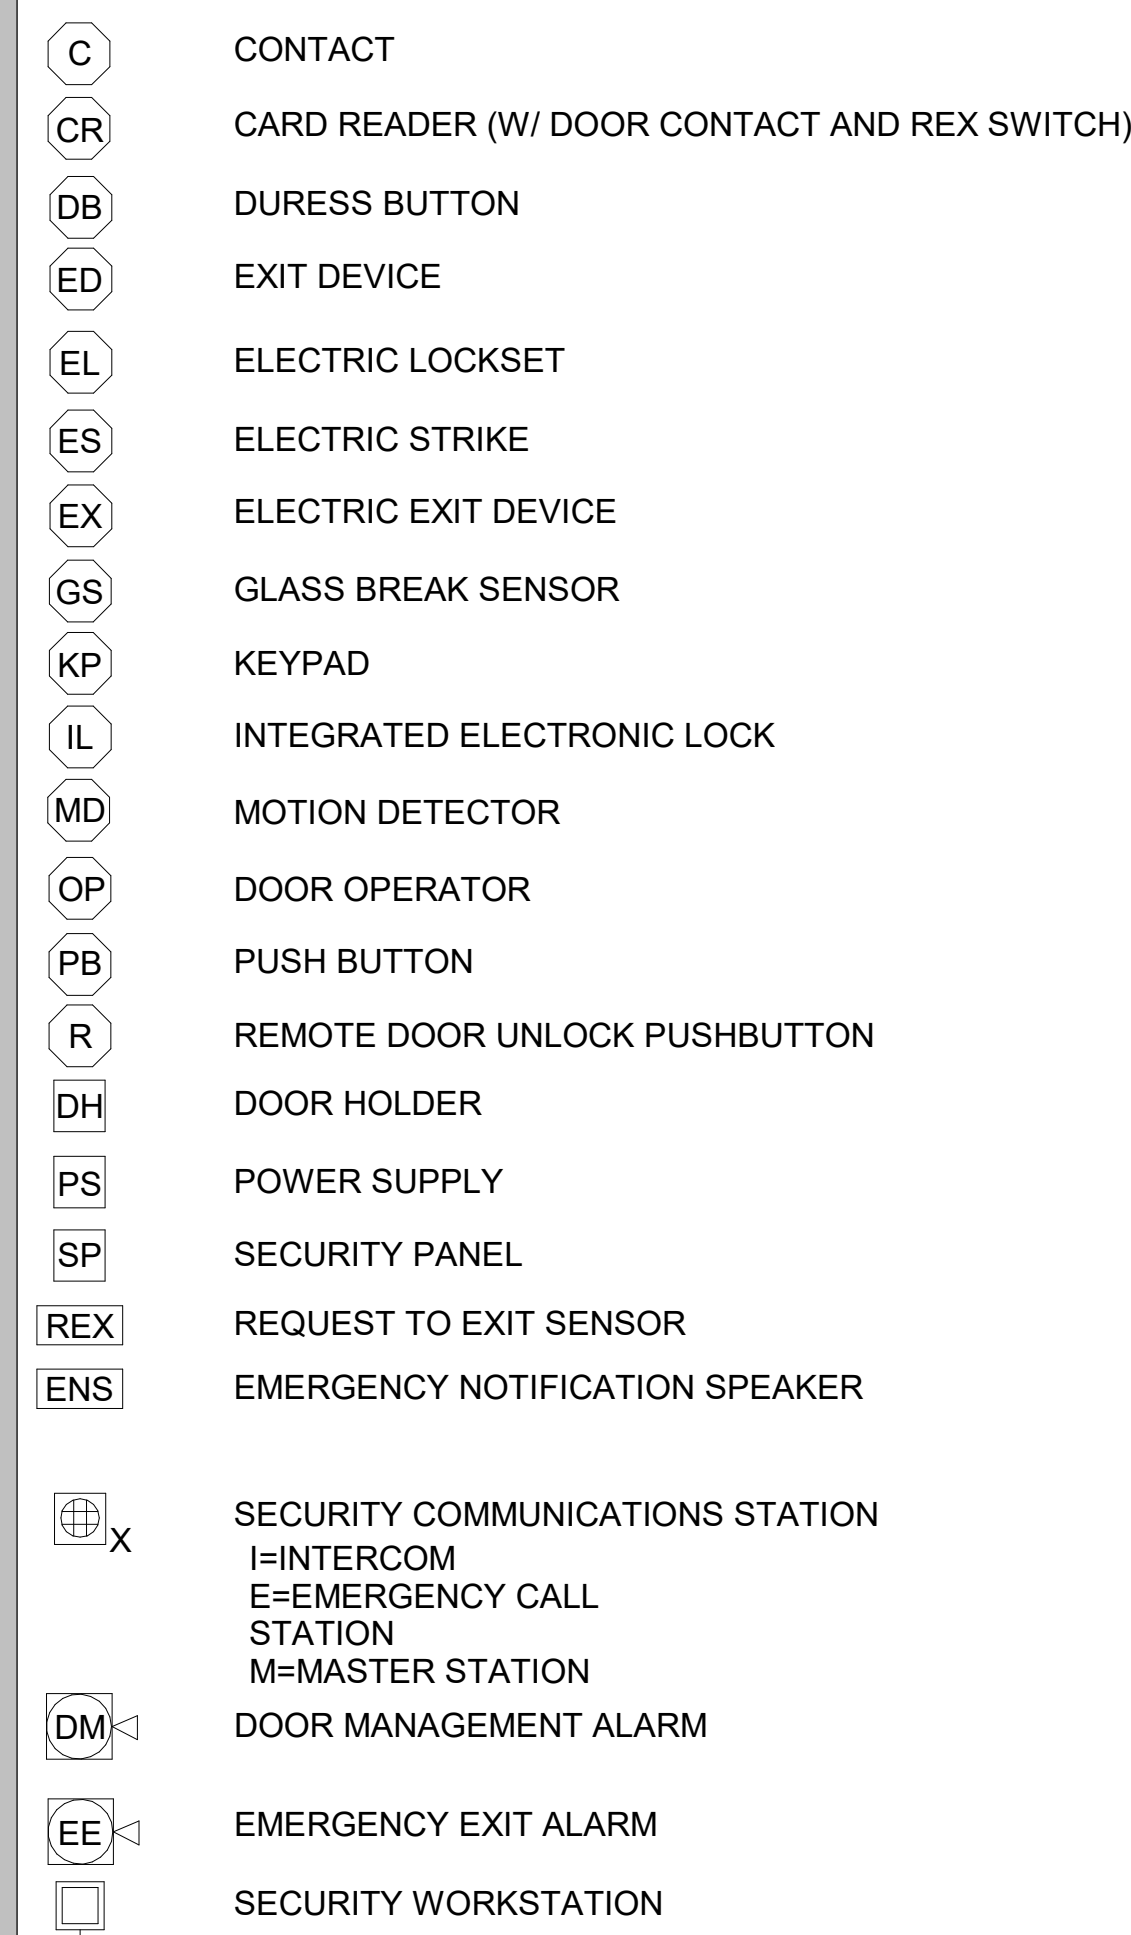 C CONTACT
CR CARD READER (W/ DOOR CONTACT AND REX SWITCH)
DB DURESS BUTTON
ED EXIT DEVICE
EL ELECTRIC LOCKSET
ES ELECTRIC STRIKE
EX ELECTRIC EXIT DEVICE
GS GLASS BREAK SENSOR
KP KEYPAD
IL INTEGRATED ELECTRONIC LOCK
MD MOTION DETECTOR
OP DOOR OPERATOR
PB PUSH BUTTON
R REMOTE DOOR UNLOCK PUSHBUTTON
DH DOOR HOLDER
PS POWER SUPPLY
SP SECURITY PANEL
REX REQUEST TO EXIT SENSOR
ENS EMERGENCY NOTIFICATION SPEAKER
X SECURITY COMMUNICATIONS STATION
I=INTERCOM
E=EMERGENCY CALL
STATION
M=MASTER STATION
DM DOOR MANAGEMENT ALARM
EE EMERGENCY EXIT ALARM
SECURITY WORKSTATION